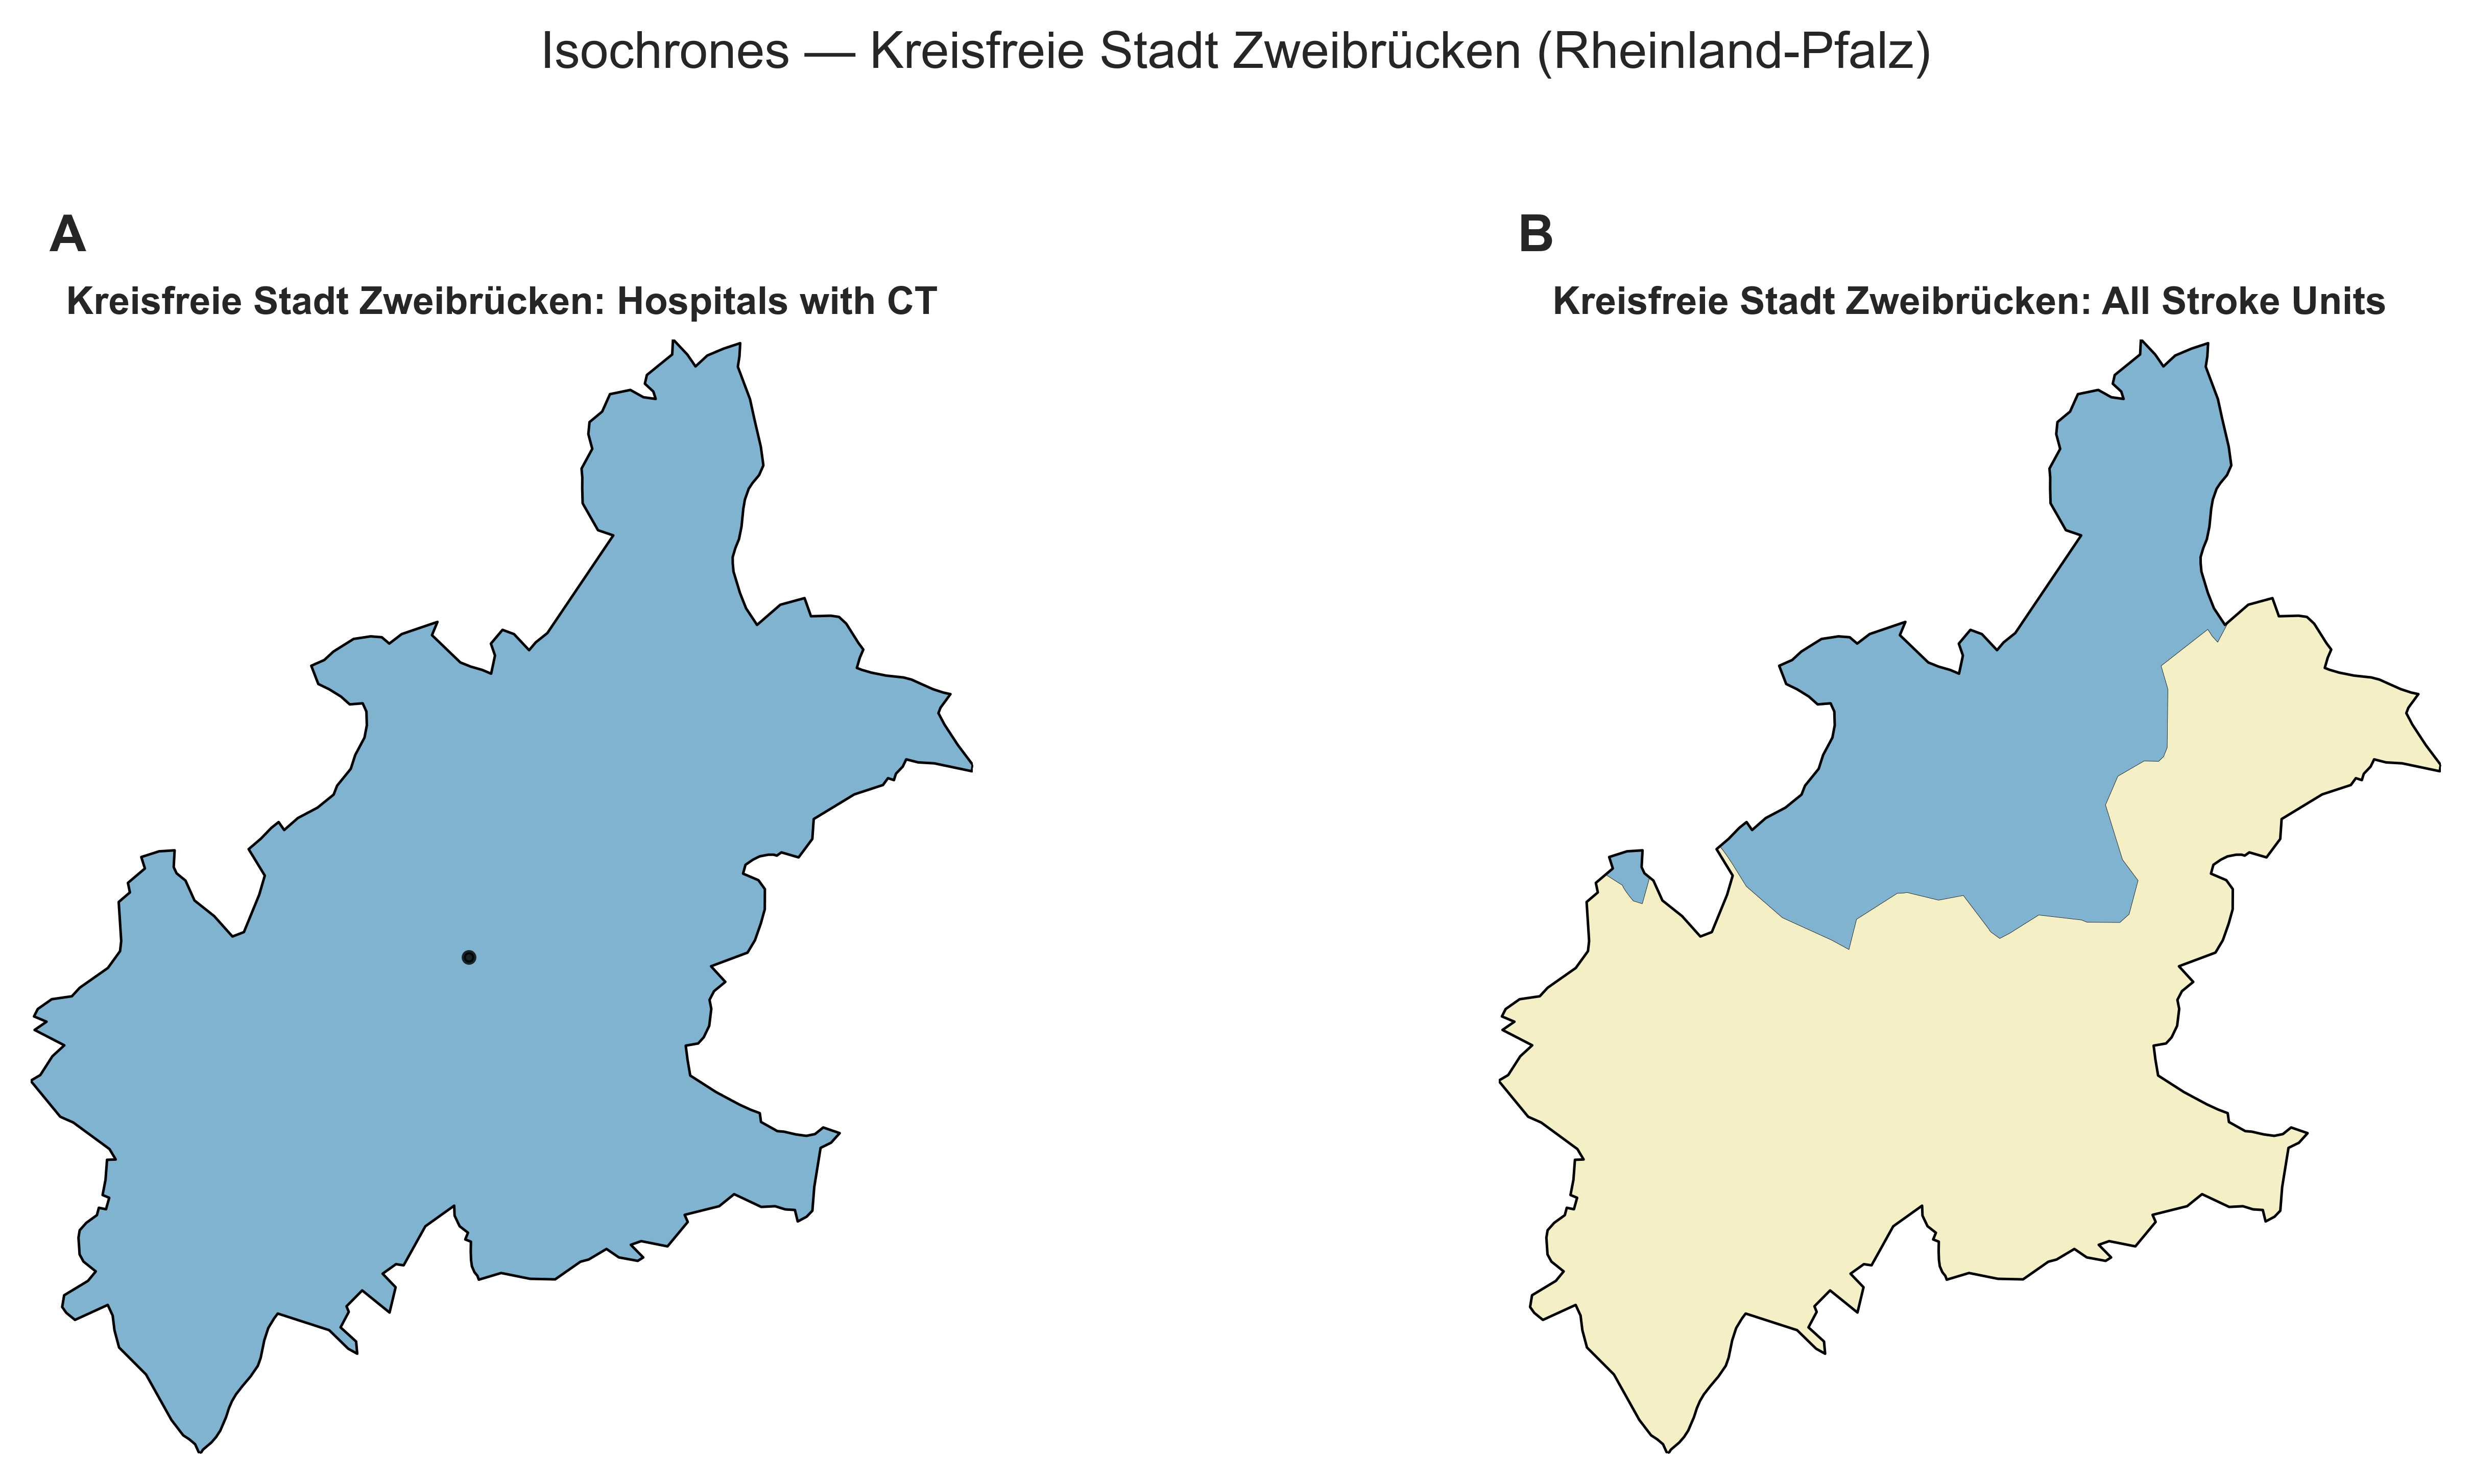 Isochrones — Kreisfreie Stadt Zweibrücken (Rheinland-Pfalz)
A
Kreisfreie Stadt Zweibrücken: Hospitals with CT
B
Kreisfreie Stadt Zweibrücken: All Stroke Units